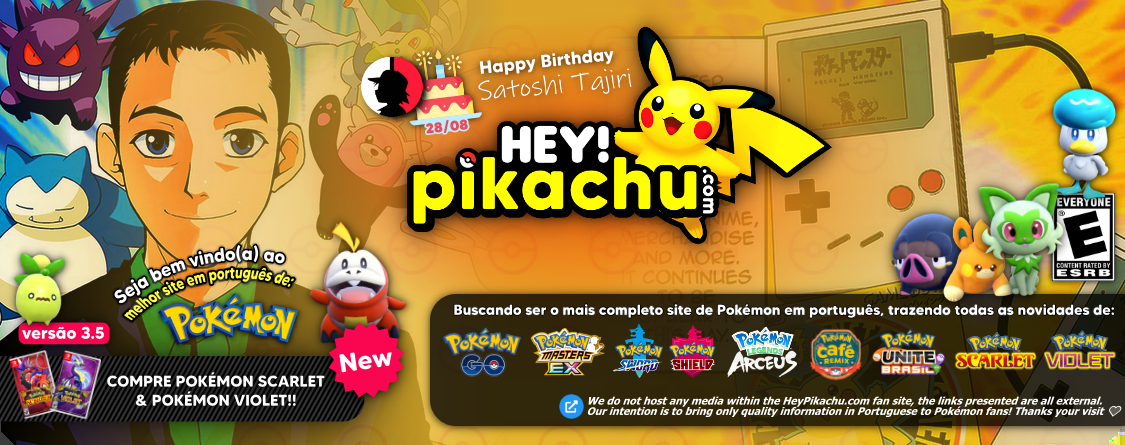 Happy Birthday
Satoshi Tajiri
28/08
HEY!
pikachu.com
ポケットモンスター
POCKET MONSTERS
ANIME,
MERCHANDISE
AND MORE.
CONTINUES
TO BE
EVERYONE
E
CONTENT RATED BY
ESRB
Seja bem vindo(a) ao
melhor site em português de:
POKéMON
versão 3.5
New
COMPRE POKÉMON SCARLET
& POKÉMON VIOLET!!
Buscando ser o mais completo site de Pokémon em português, trazendo todas as novidades de:
POKéMON GO
POKéMON MASTERS EX
POKéMON SWORD
POKéMON SHIELD
POKéMON LEGENDS ARCEUS
POKéMON Café REMIX
POKéMON UNITE BRASIL
POKéMON SCARLET
POKéMON VIOLET
We do not host any media within the HeyPikachu.com fan site, the links presented are all external.
Our intention is to bring only quality information in Portuguese to Pokémon fans! Thanks your visit